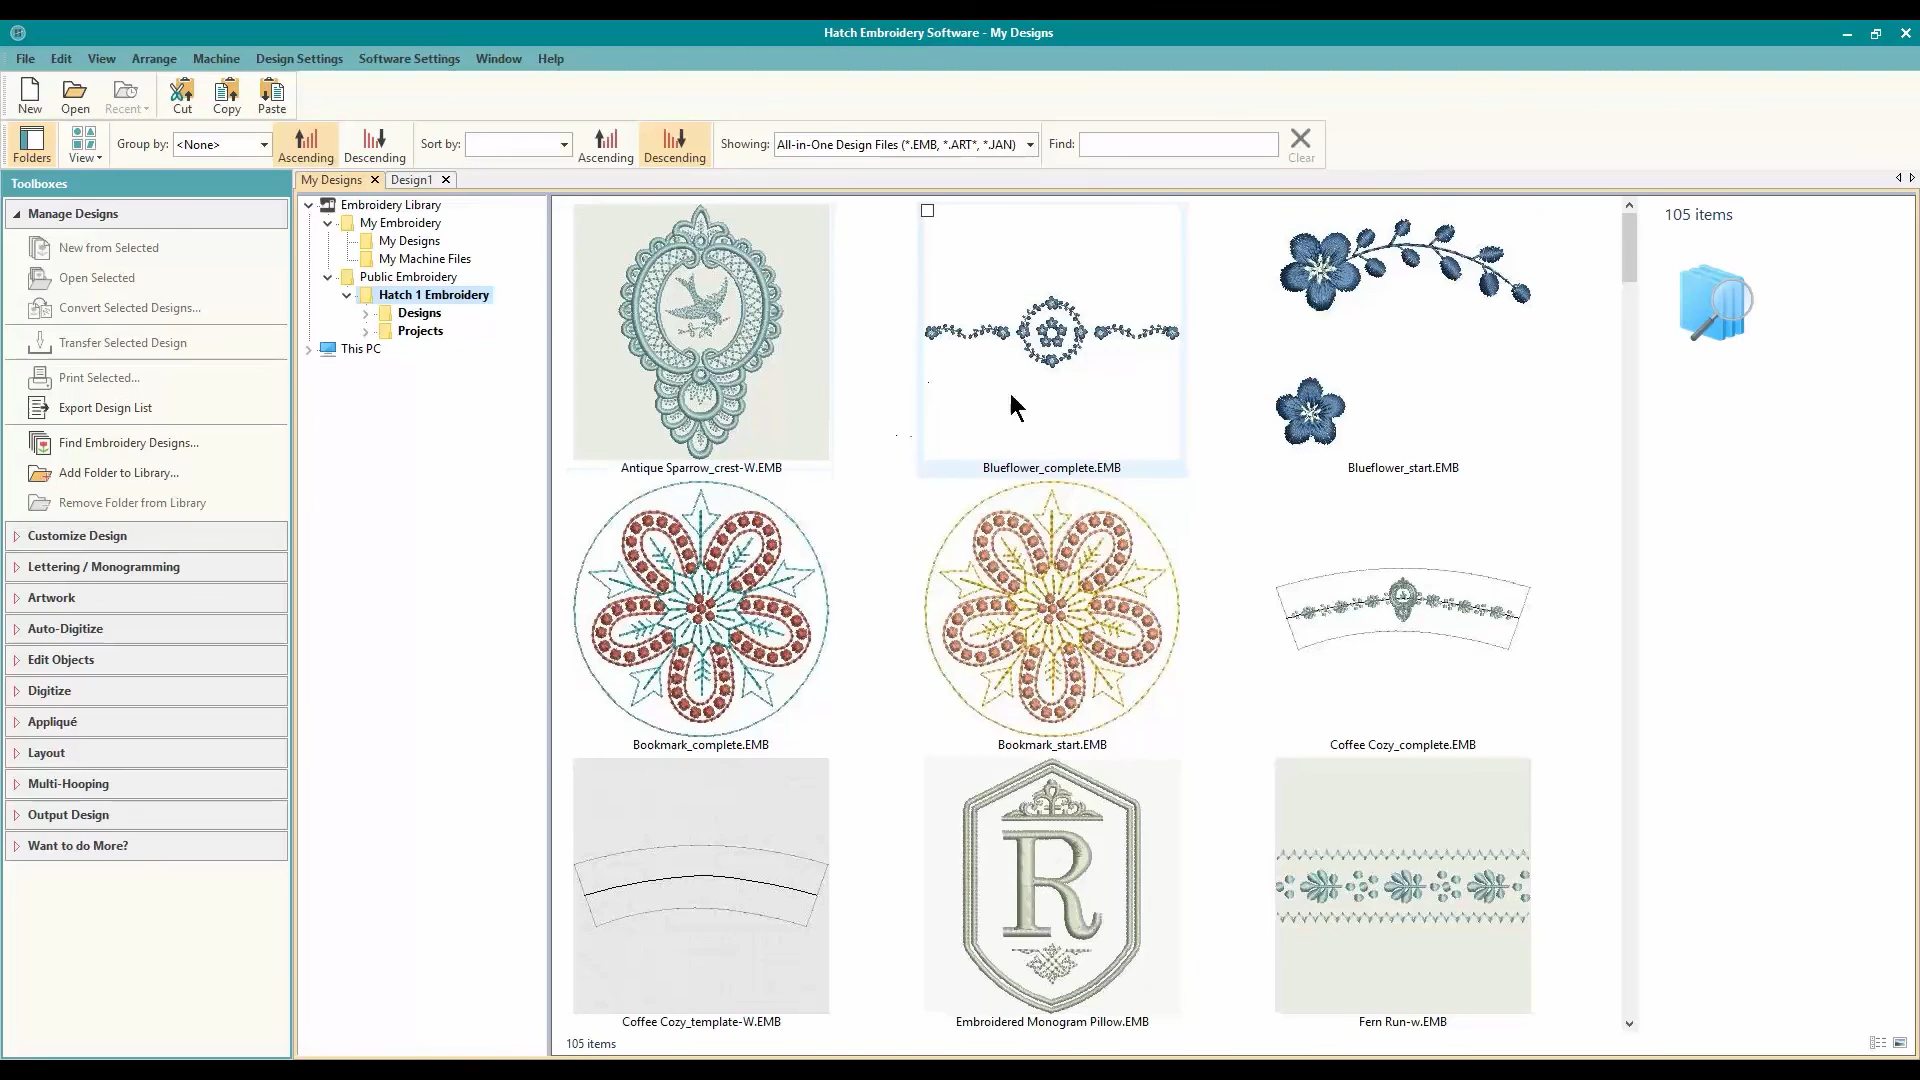 Hatch Embroidery Software - My Designs
File Edit View Arrange Machine Design Settings Software Settings Window Help
New Open Recent Cut Copy Paste
Folders View Group by: <None> Ascending Descending Sort by: Ascending Descending Showing: All-in-One Design Files (*.EMB, *.ART*, *.JAN) Find: Clear
Toolboxes
My Designs Design1
Manage Designs
New from Selected
Open Selected
Convert Selected Designs...
Transfer Selected Design
Print Selected...
Export Design List
Find Embroidery Designs...
Add Folder to Library...
Remove Folder from Library
Customize Design
Lettering / Monogramming
Artwork
Auto-Digitize
Edit Objects
Digitize
Appliqué
Layout
Multi-Hooping
Output Design
Want to do More?
Embroidery Library
My Embroidery
My Designs
My Machine Files
Public Embroidery
Hatch 1 Embroidery
Designs
Projects
This PC
Antique Sparrow_crest-W.EMB
Blueflower_complete.EMB
Blueflower_start.EMB
Bookmark_complete.EMB
Bookmark_start.EMB
Coffee Cozy_complete.EMB
R
Coffee Cozy_template-W.EMB
Embroidered Monogram Pillow.EMB
Fern Run-w.EMB
105 items
105 items